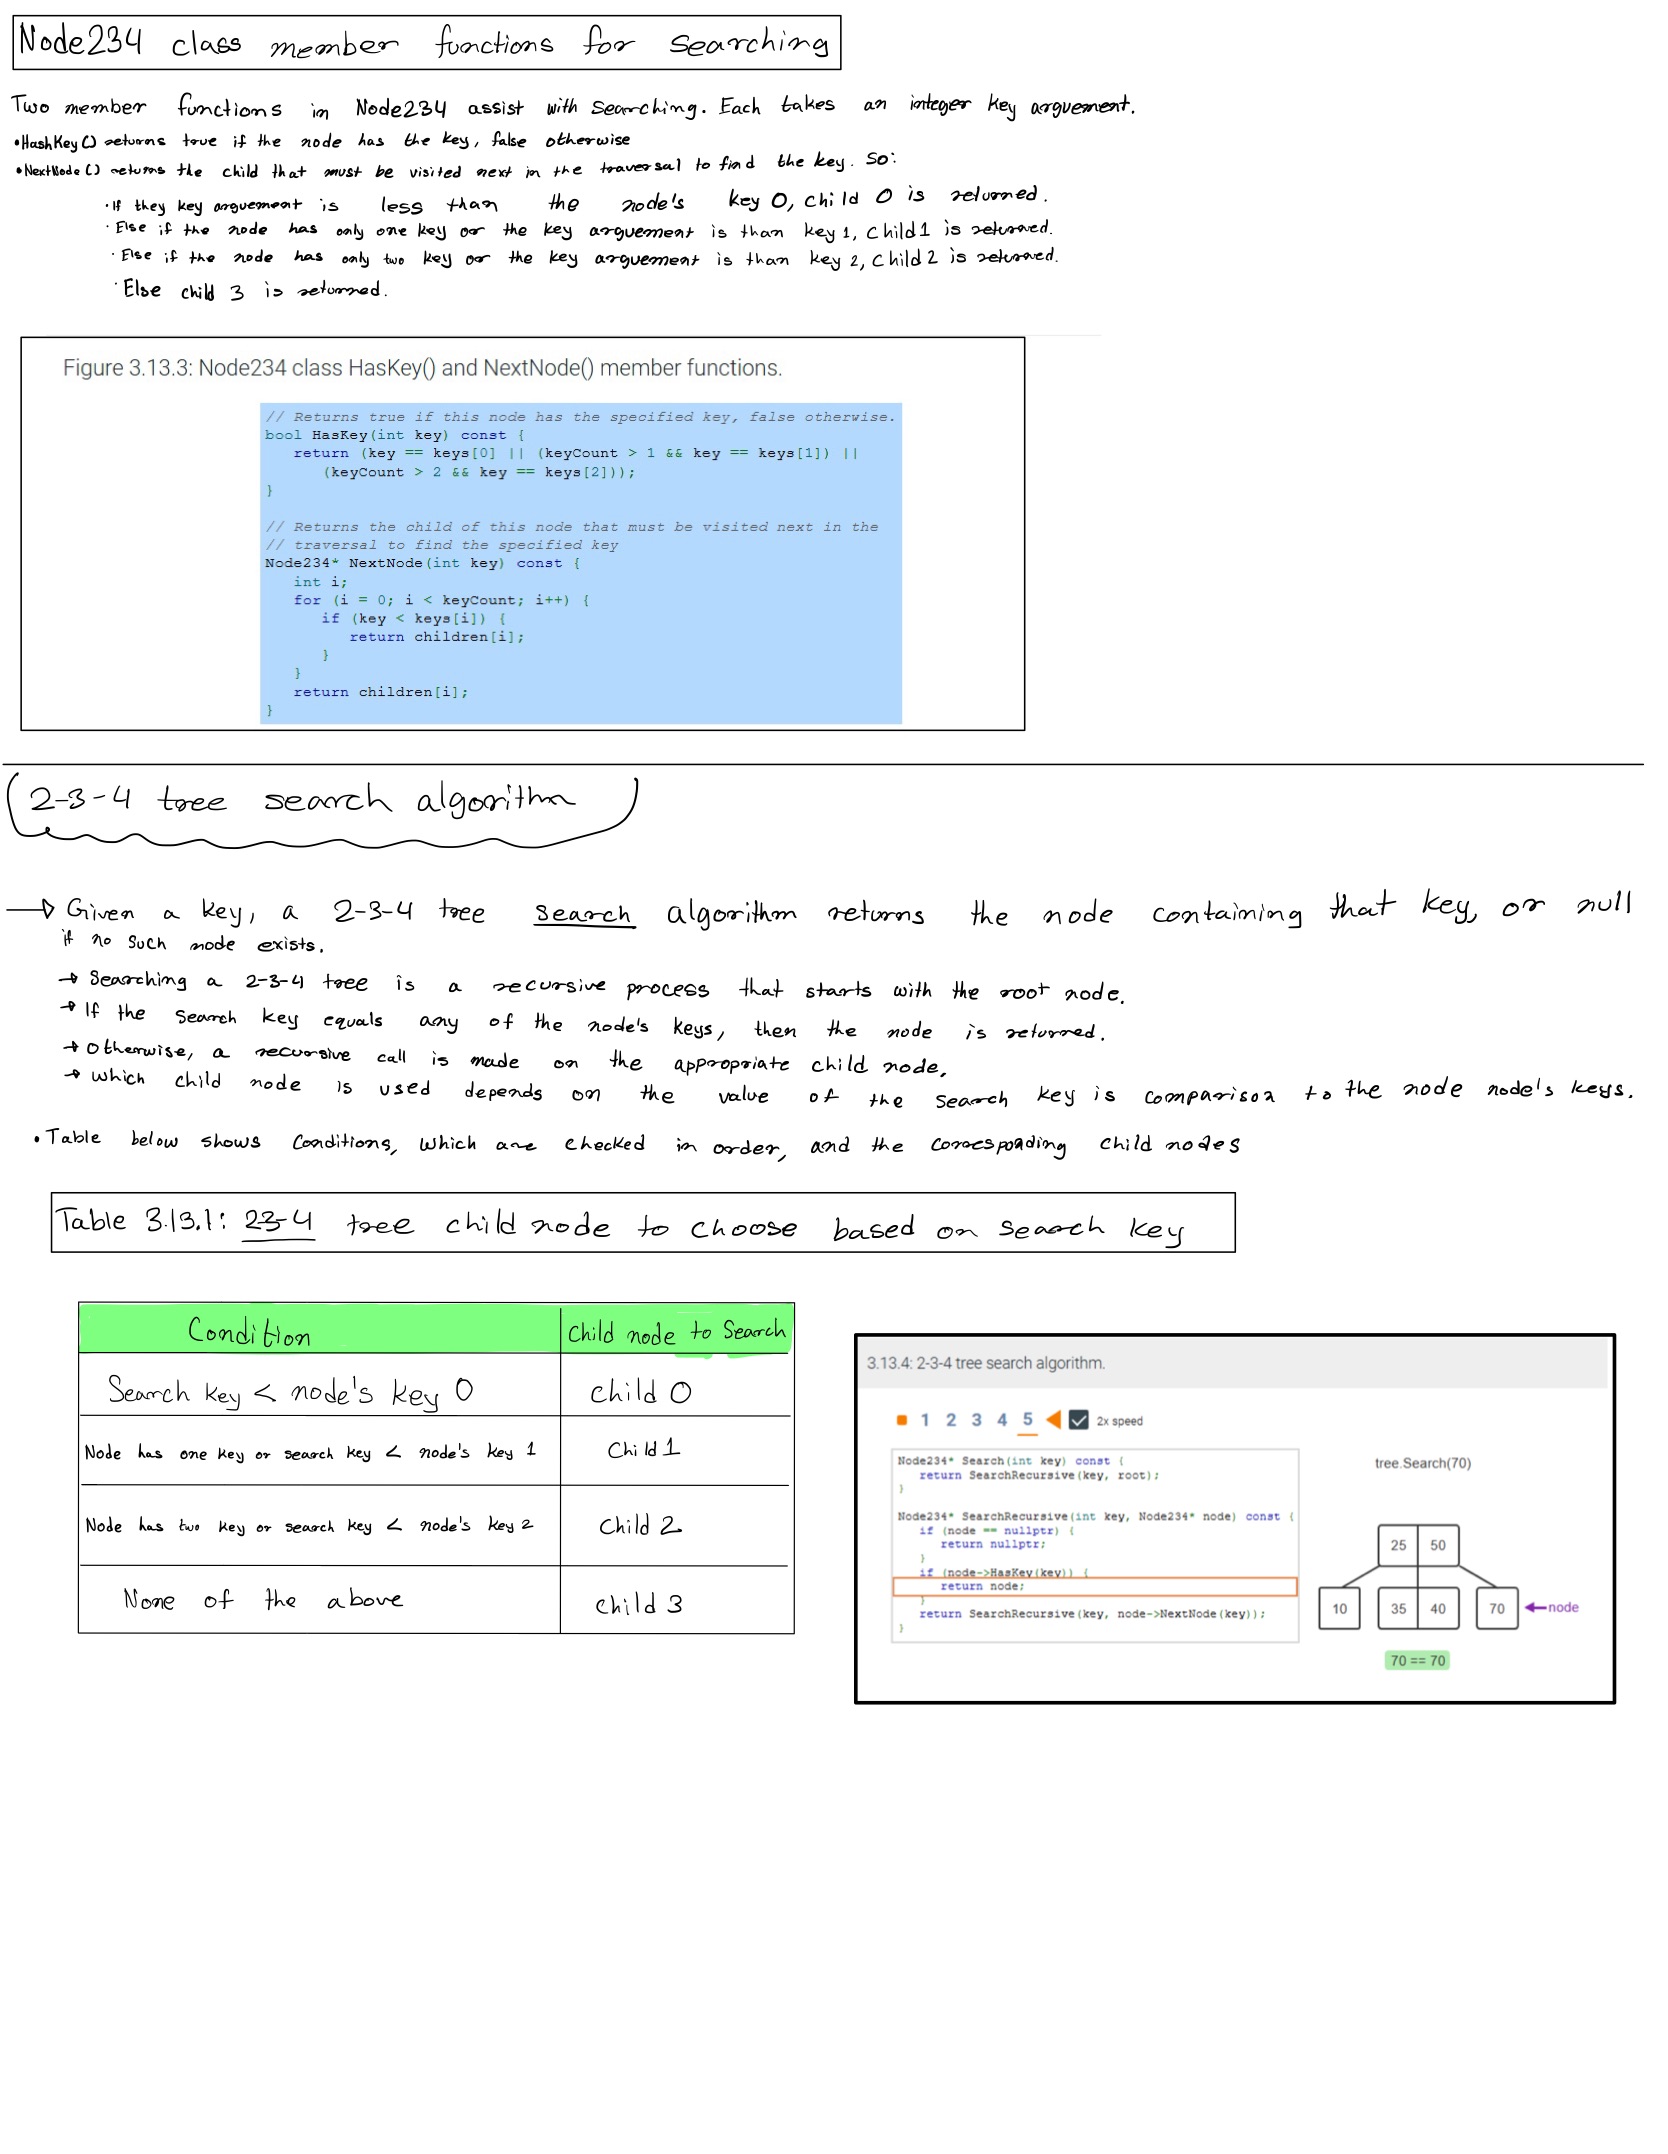 Node234 class member functions for searching
Two member functions in Node234 assist with searching. Each takes an integer key arguement.
•HashKey() returns true if the node has the key, false otherwise
•NextNode() returns the child that must be visited next in the traversal to find the key. So:
·If they key arguement is less than the node's key 0, child 0 is returned.
·Else if the node has only one key or the key arguement is than key 1, child 1 is returned.
·Else if the node has only two key or the key arguement is than key 2, child 2 is returned.
·Else child 3 is returned.
Figure 3.13.3: Node234 class HasKey() and NextNode() member functions.
// Returns true if this node has the specified key, false otherwise.
bool HasKey(int key) const {
return (key == keys[0] || (keyCount > 1 && key == keys[1]) ||
(keyCount > 2 && key == keys[2]));
}
// Returns the child of this node that must be visited next in the
// traversal to find the specified key
Node234* NextNode(int key) const {
int i;
for (i = 0; i < keyCount; i++) {
if (key < keys[i]) {
return children[i];
}
}
return children[i];
}
2-3-4 tree search algorithm
→ Given a key, a 2-3-4 tree search algorithm returns the node containing that key, or null
if no such node exists.
→ Searching a 2-3-4 tree is a recursive process that starts with the root node.
→ If the search key equals any of the node's keys, then the node is returned.
→ Otherwise, a recursive call is made on the appropriate child node.
→ which child node is used depends on the value of the search key is comparison to the node node's keys.
• Table below shows conditions, which are checked in order, and the corresponding child nodes
Table 3.13.1: 23-4 tree child node to choose based on search key
Condition
Child node to Search
Search key < node's key 0
child 0
Node has one key or search key < node's key 1
Child 1
Node has two key or search key < node's key 2
Child 2
None of the above
child 3
3.13.4: 2-3-4 tree search algorithm.
1 2 3 4 5 2x speed
Node234* Search(int key) const {
return SearchRecursive(key, root);
}
Node234* SearchRecursive(int key, Node234* node) const {
if (node == nullptr) {
return nullptr;
}
if (node->HasKey(key)) {
return node;
}
return SearchRecursive(key, node->NextNode(key));
}
tree.Search(70)
25 50
10 35 40 70 node
70 == 70